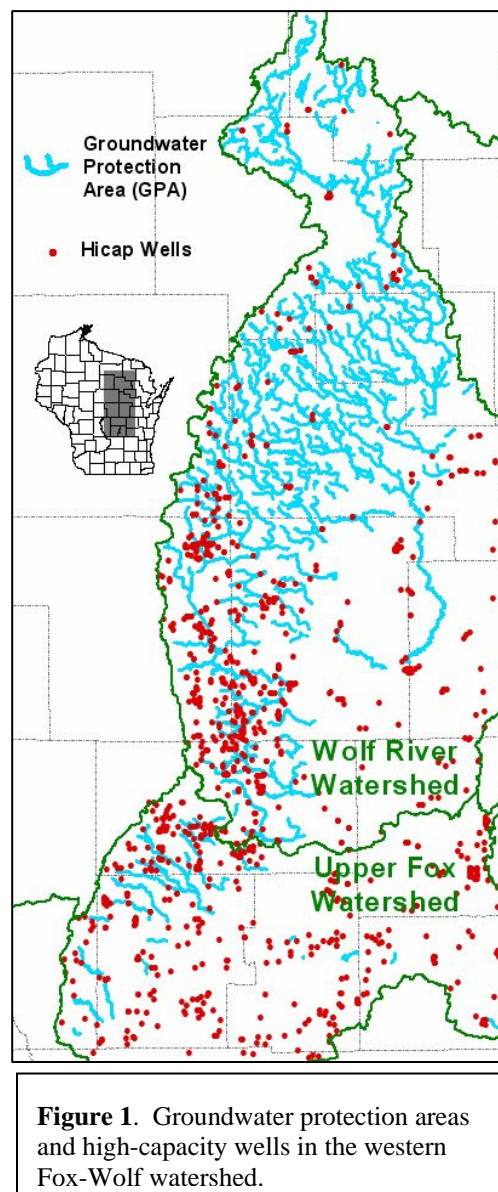 Groundwater
Protection
Area (GPA)
Hicap Wells
Wolf River
Watershed
Upper Fox
Watershed
Figure 1. Groundwater protection areas
and high-capacity wells in the western
Fox-Wolf watershed.